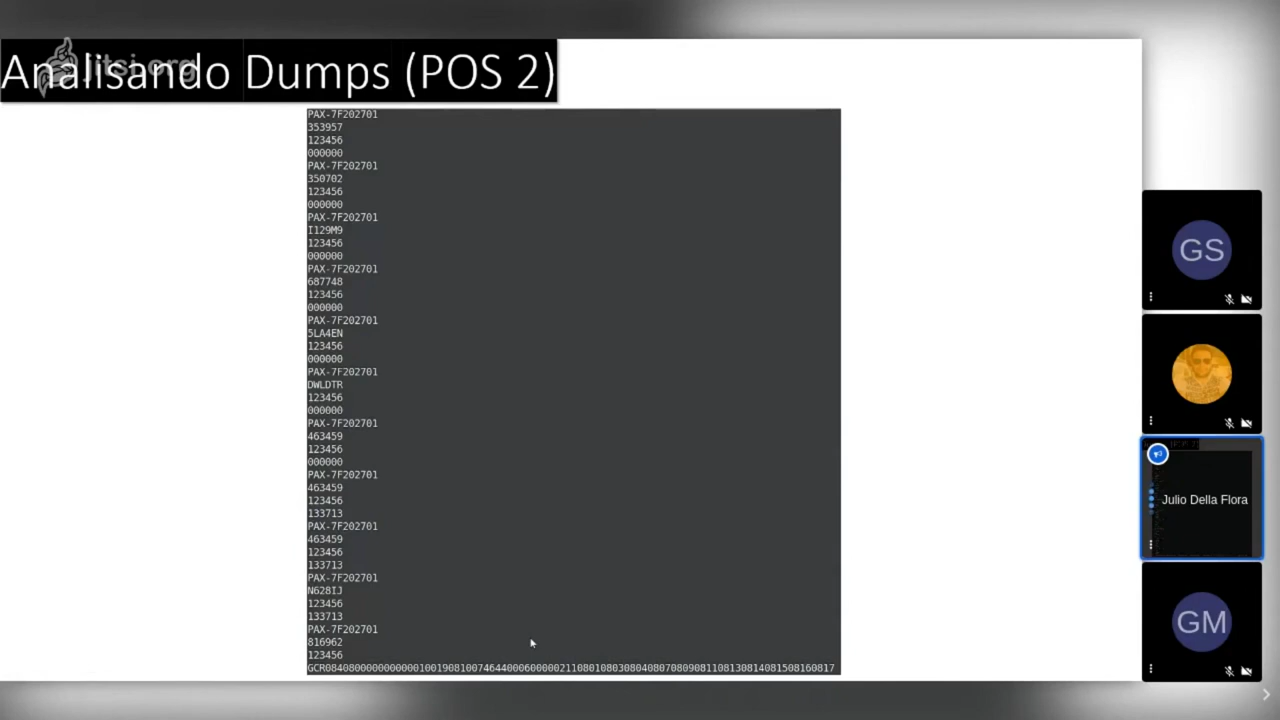 jitsi.org
Analisando Dumps (POS 2)
PAX-7F202701
353957
123456
000000
PAX-7F202701
350702
123456
000000
PAX-7F202701
I129M9
123456
000000
PAX-7F202701
687748
123456
000000
PAX-7F202701
5LA4EN
123456
000000
PAX-7F202701
DWLDTR
123456
000000
PAX-7F202701
463459
123456
000000
PAX-7F202701
463459
123456
133713
PAX-7F202701
463459
123456
133713
PAX-7F202701
N628IJ
123456
133713
PAX-7F202701
816962
123456
GCR084080000000000010019081007464400060000021108010803080408070809081108130814081508160817
GS
Julio Della Flora
GM